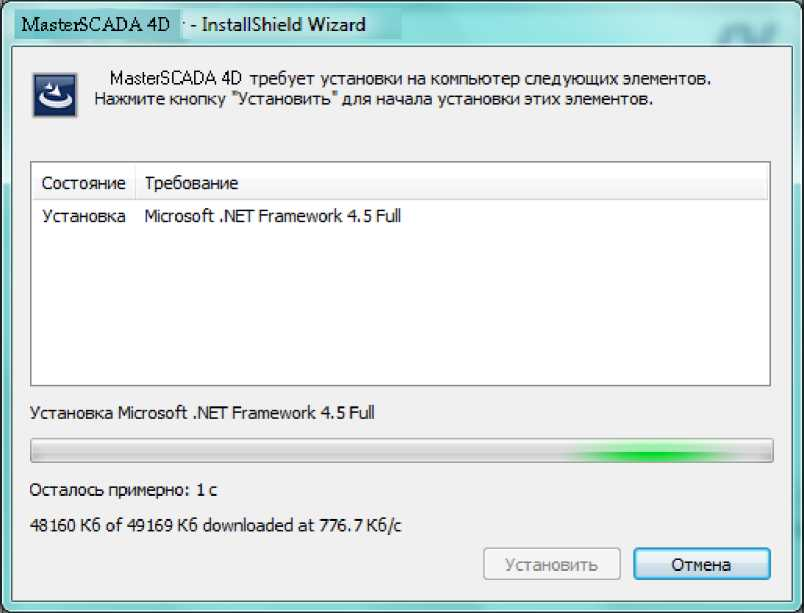 MasterSCADA 4D - InstallShield Wizard
MasterSCADA 4D требует установки на компьютер следующих элементов.
Нажмите кнопку "Установить" для начала установки этих элементов.
Состояние Требование
Установка Microsoft .NET Framework 4.5 Full
Установка Microsoft .NET Framework 4.5 Full
Осталось примерно: 1 с
48160 Кб of 49169 Кб downloaded at 776.7 Кб/с
Установить Отмена